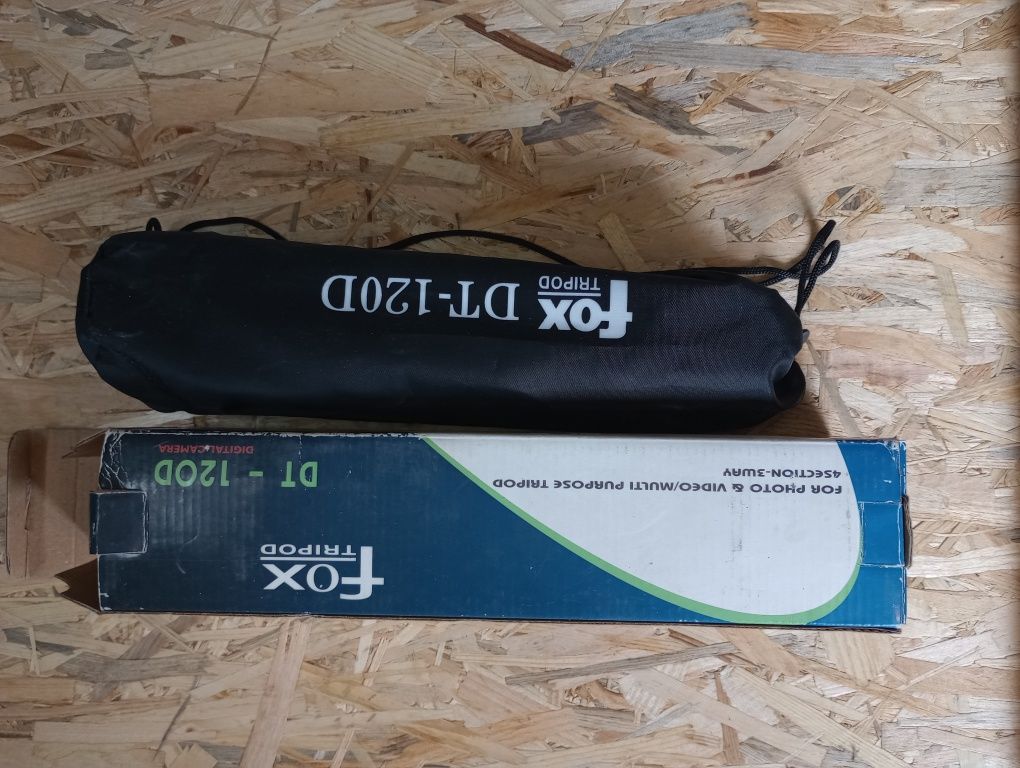 fox
TRIPOD
DT-120D
FOR PHOTO & VIDEO/MULTI PURPOSE TRIPOD
4SECTION-3WAY
DT - 120D
DIGITAL CAMERA
fox
TRIPOD